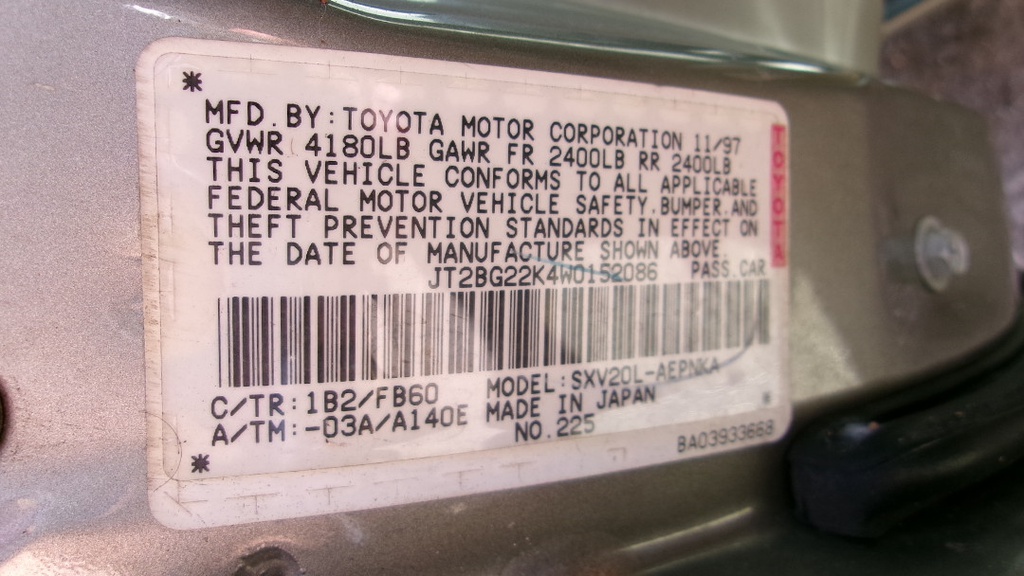 *
MFD.BY:TOYOTA MOTOR CORPORATION 11/97
GVWR 4180LB GAWR FR 2400LB RR 2400LB
THIS VEHICLE CONFORMS TO ALL APPLICABLE
FEDERAL MOTOR VEHICLE SAFETY.BUMPER.AND
THEFT PREVENTION STANDARDS IN EFFECT ON
THE DATE OF MANUFACTURE SHOWN ABOVE.
JT2BG22K4W0152086 PASS.CAR
TOYOTA
C/TR:1B2/FB60 MODEL:SXV20L-AEPNKA
A/TM:-03A/A140E MADE IN JAPAN
NO.225
* BA03933668